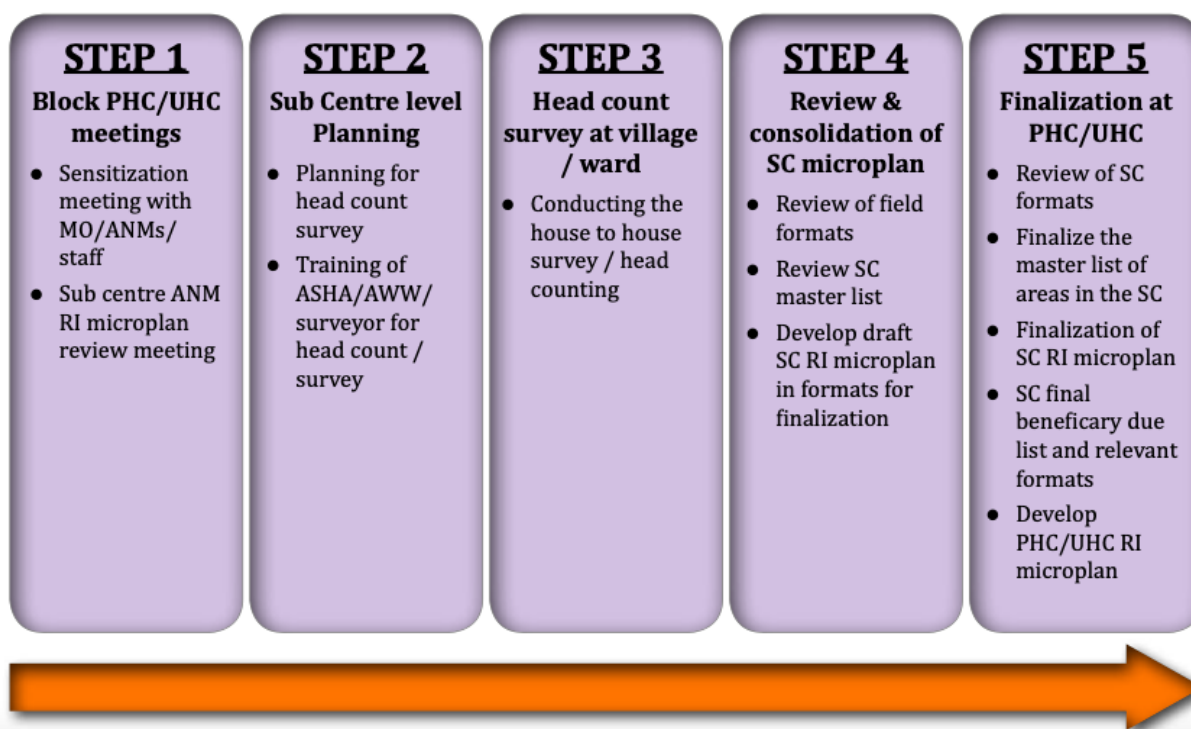 STEP 1
Block PHC/UHC
meetings
● Sensitization
meeting with
MO/ANMs/
staff
● Sub centre ANM
RI microplan
review meeting
STEP 2
Sub Centre level
Planning
● Planning for
head count
survey
● Training of
ASHA/AWW/
surveyor for
head count /
survey
STEP 3
Head count
survey at village
/ ward
● Conducting the
house to house
survey / head
counting
STEP 4
Review &
consolidation of
SC microplan
● Review of field
formats
● Review SC
master list
● Develop draft
SC RI microplan
in formats for
finalization
STEP 5
Finalization at
PHC/UHC
● Review of SC
formats
● Finalize the
master list of
areas in the SC
● Finalization of
SC RI microplan
● SC final
beneficary due
list and relevant
formats
● Develop
PHC/UHC RI
microplan